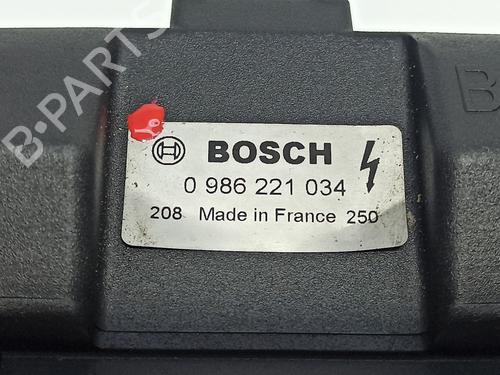 B-PARTS
B
BOSCH
0 986 221 034
208 Made in France 250